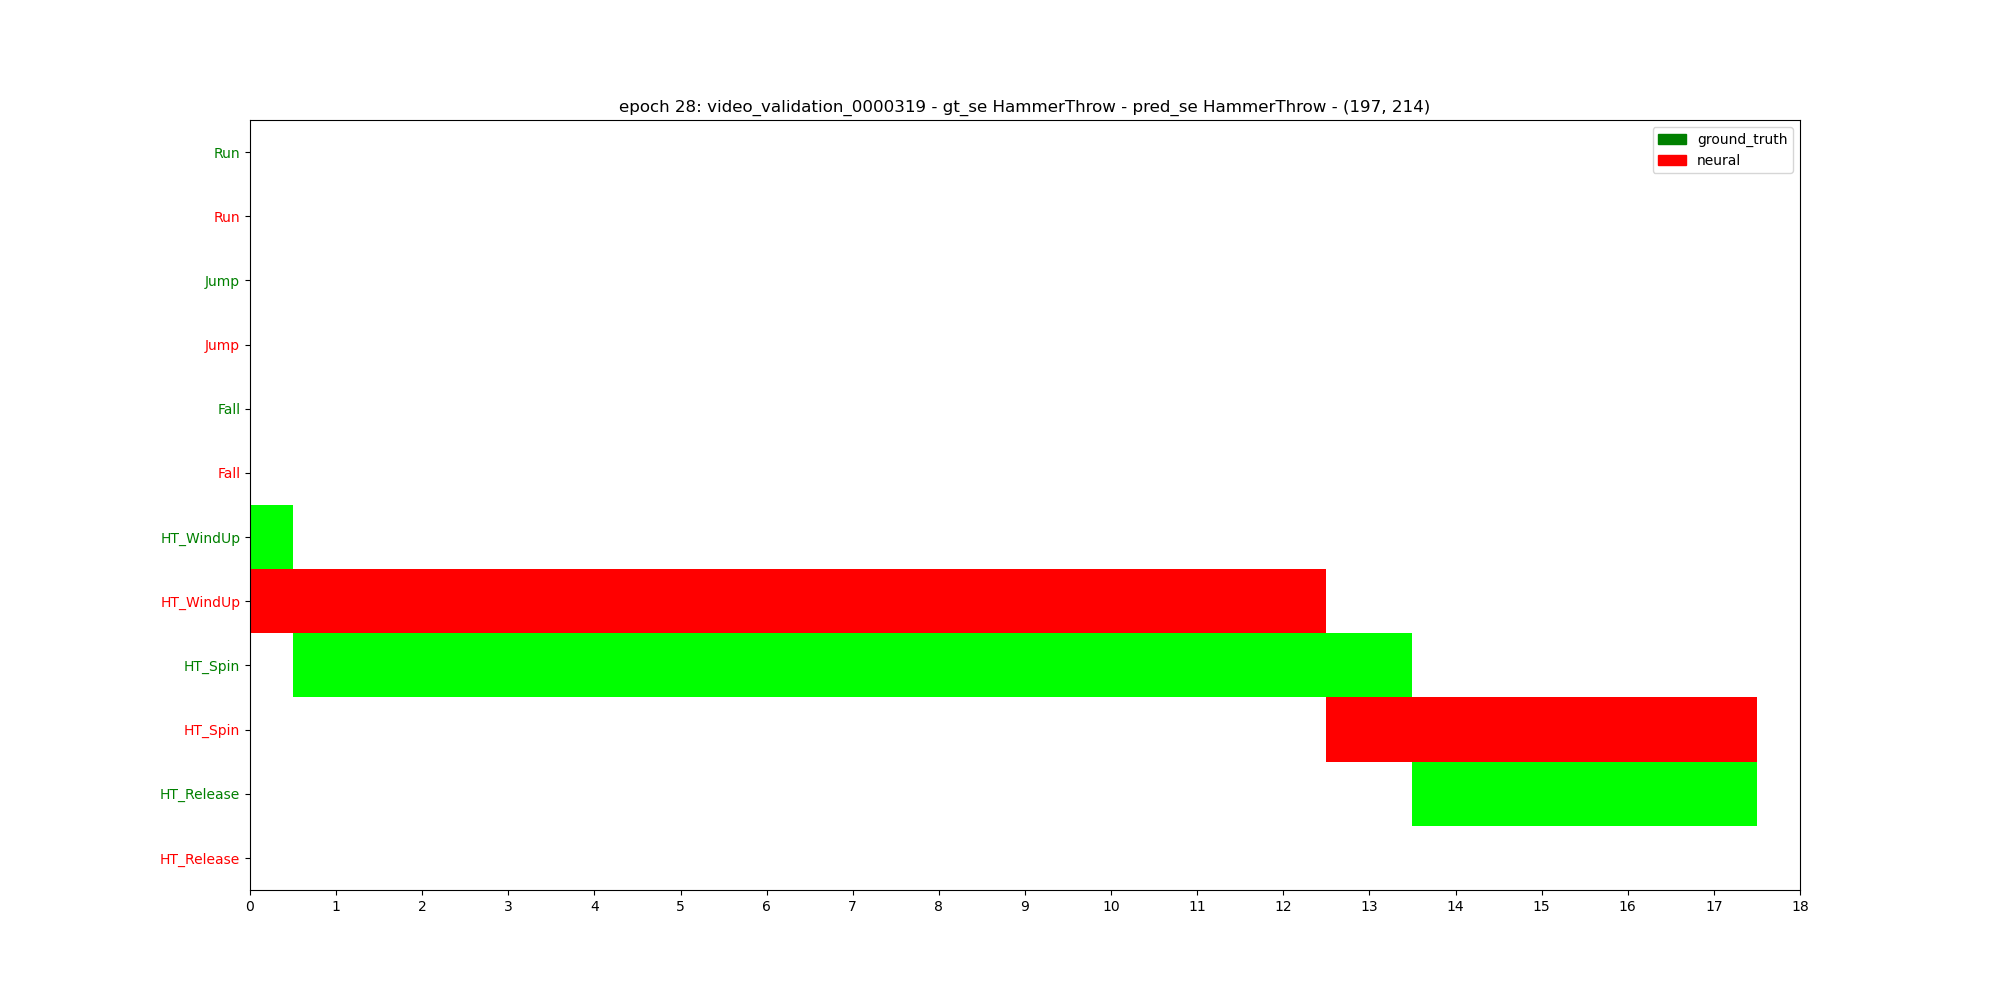 epoch 28: video_validation_0000319 - gt_se HammerThrow - pred_se HammerThrow - (197, 214)
ground_truth
neural
Run
Run
Jump
Jump
Fall
Fall
HT_WindUp
HT_WindUp
HT_Spin
HT_Spin
HT_Release
HT_Release
0 1 2 3 4 5 6 7 8 9 10 11 12 13 14 15 16 17 18